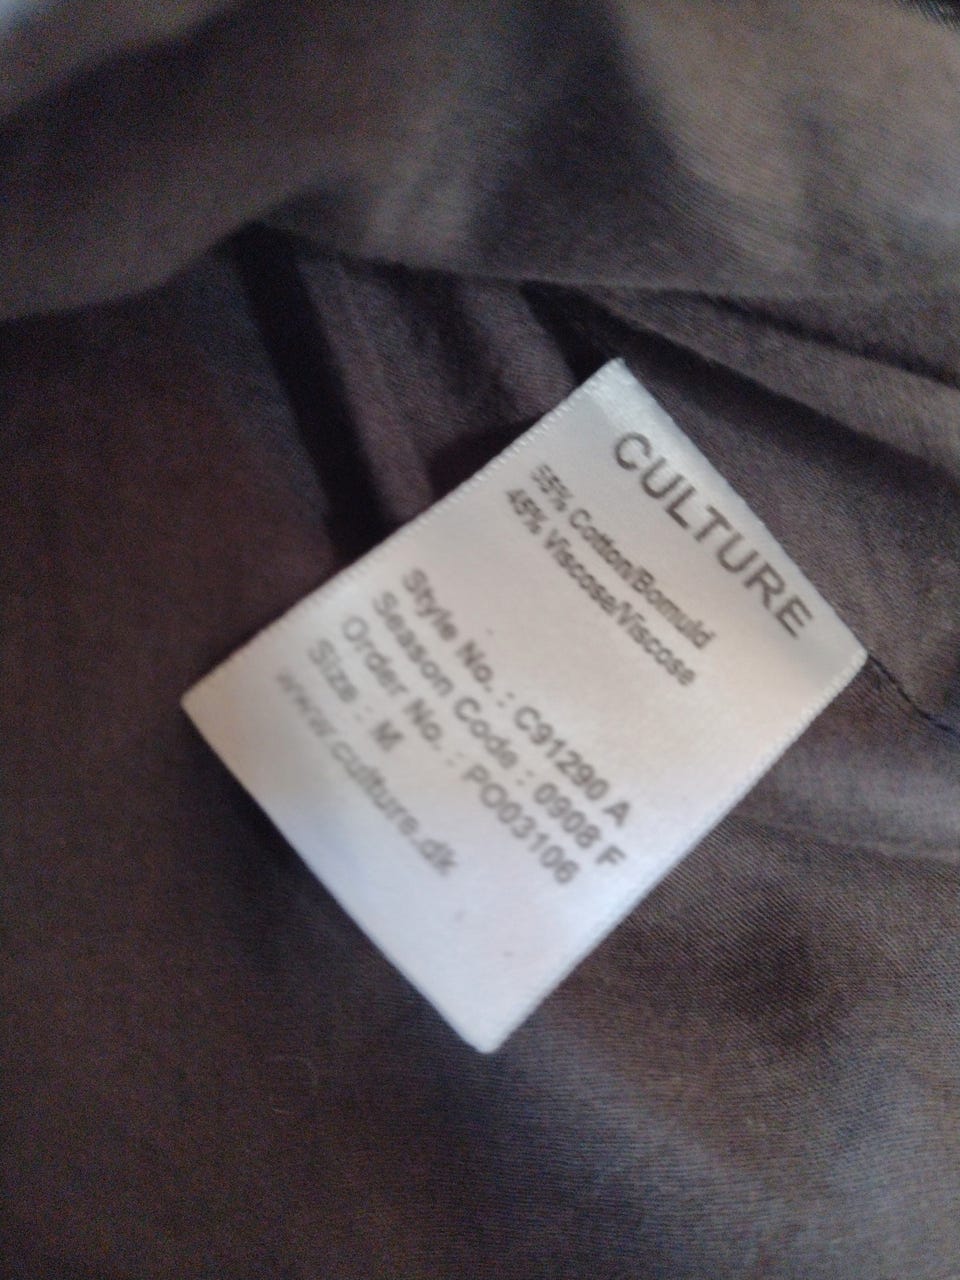 CULTURE
55% Cotton/Bomuld
45% Viscose/Viscose
Style No. : C91290 A
Season Code : 0908 F
Order No. : PO03106
Size : M
www.culture.dk